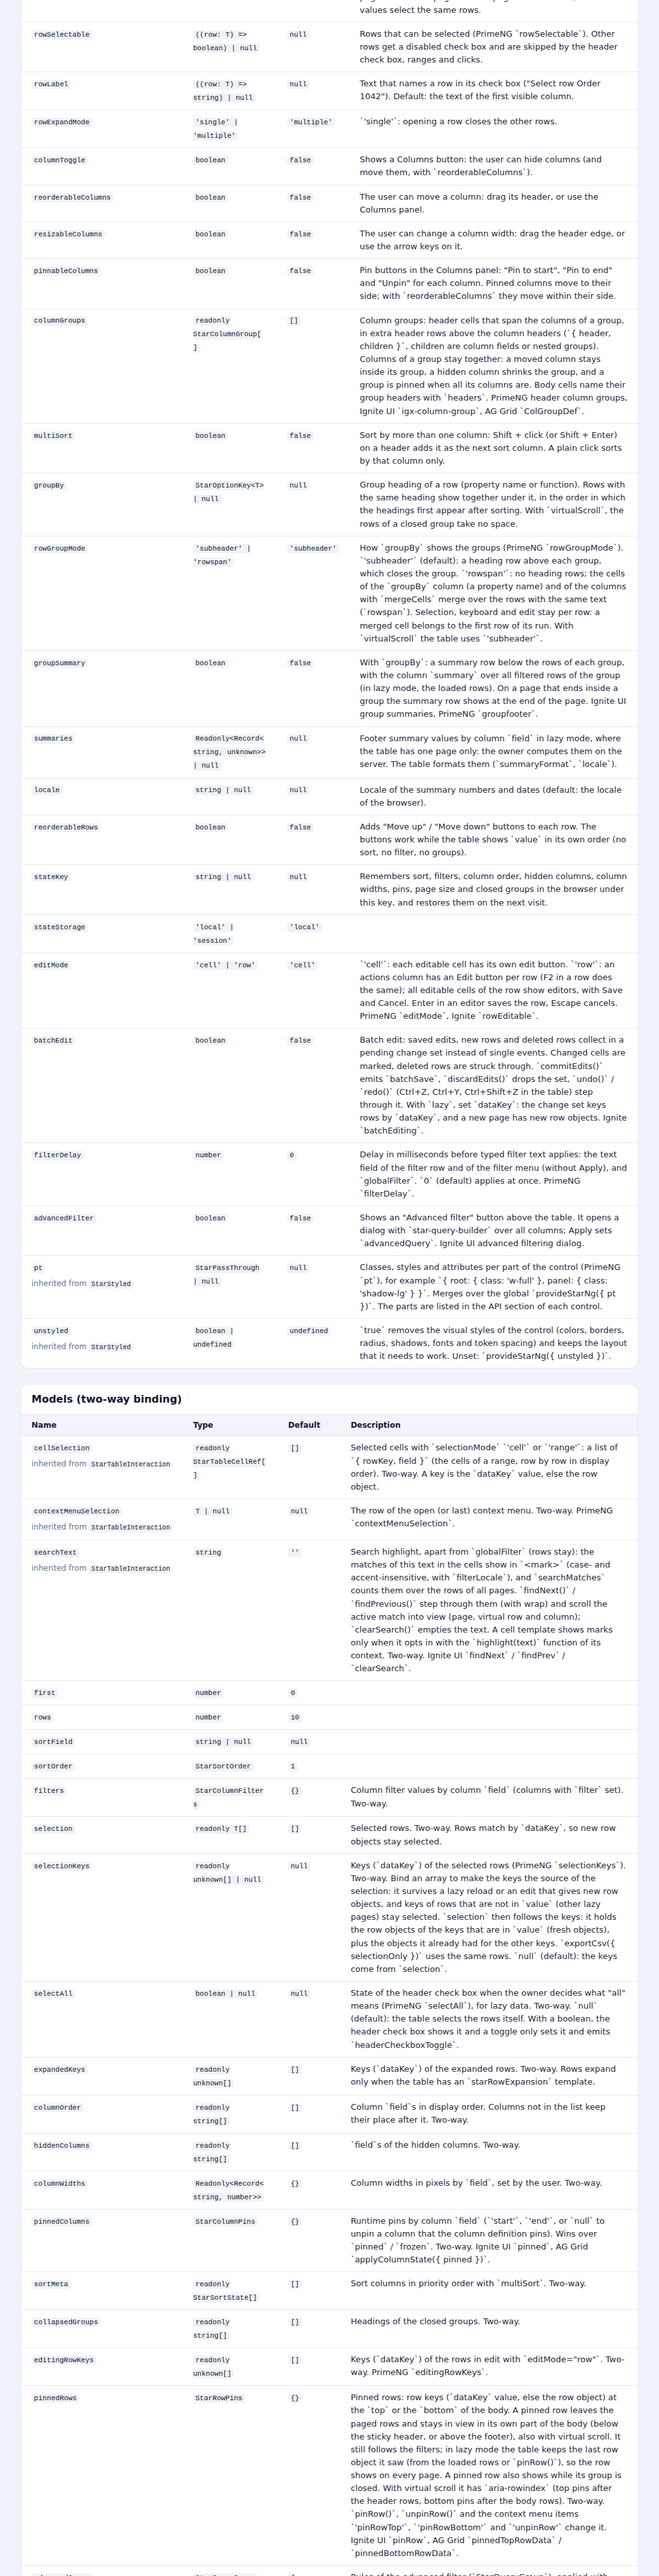 values select the same rows.
rowSelectable ((row: T) => boolean) | null null Rows that can be selected (PrimeNG `rowSelectable`). Other
rows get a disabled check box and are skipped by the header
check box, ranges and clicks.
rowLabel ((row: T) => string) | null null Text that names a row in its check box ("Select row Order
1042"). Default: the text of the first visible column.
rowExpandMode 'single' | 'multiple' 'multiple' `'single'`: opening a row closes the other rows.
columnToggle boolean false Shows a Columns button: the user can hide columns (and
move them, with `reorderableColumns`).
reorderableColumns boolean false The user can move a column: drag its header, or use the
Columns panel.
resizableColumns boolean false The user can change a column width: drag the header edge, or
use the arrow keys on it.
pinnableColumns boolean false Pin buttons in the Columns panel: "Pin to start", "Pin to end"
and "Unpin" for each column. Pinned columns move to their
side; with `reorderableColumns` they move within their side.
columnGroups readonly StarColumnGroup[] [] Column groups: header cells that span the columns of a group,
in extra header rows above the column headers (`{ header,
children }`, children are column fields or nested groups).
Columns of a group stay together: a moved column stays
inside its group, a hidden column shrinks the group, and a
group is pinned when all its columns are. Body cells name their
group headers with `headers`. PrimeNG header column groups,
Ignite UI `igx-column-group`, AG Grid `ColGroupDef`.
multiSort boolean false Sort by more than one column: Shift + click (or Shift + Enter)
on a header adds it as the next sort column. A plain click sorts
by that column only.
groupBy StarOptionKey<T> | null null Group heading of a row (property name or function). Rows with
the same heading show together under it, in the order in which
the headings first appear after sorting. With `virtualScroll`, the
rows of a closed group take no space.
rowGroupMode 'subheader' | 'rowspan' 'subheader' How `groupBy` shows the groups (PrimeNG `rowGroupMode`).
`'subheader'` (default): a heading row above each group,
which closes the group. `'rowspan'`: no heading rows; the cells
of the `groupBy` column (a property name) and of the columns
with `mergeCells` merge over the rows with the same text
(`rowspan`). Selection, keyboard and edit stay per row: a
merged cell belongs to the first row of its run. With
`virtualScroll` the table uses `'subheader'`.
groupSummary boolean false With `groupBy`: a summary row below the rows of each group,
with the column `summary` over all filtered rows of the group
(in lazy mode, the loaded rows). On a page that ends inside a
group the summary row shows at the end of the page. Ignite UI
group summaries, PrimeNG `groupfooter`.
summaries Readonly<Record<string, unknown>> | null null Footer summary values by column `field` in lazy mode, where
the table has one page only: the owner computes them on the
server. The table formats them (`summaryFormat`, `locale`).
locale string | null null Locale of the summary numbers and dates (default: the locale
of the browser).
reorderableRows boolean false Adds "Move up" / "Move down" buttons to each row. The
buttons work while the table shows `value` in its own order (no
sort, no filter, no groups).
stateKey string | null null Remembers sort, filters, column order, hidden columns, column
widths, pins, page size and closed groups in the browser under
this key, and restores them on the next visit.
stateStorage 'local' | 'session' 'local'
editMode 'cell' | 'row' 'cell' `'cell'`: each editable cell has its own edit button. `'row'`: an
actions column has an Edit button per row (F2 in a row does
the same); all editable cells of the row show editors, with Save
and Cancel. Enter in an editor saves the row, Escape cancels.
PrimeNG `editMode`, Ignite `rowEditable`.
batchEdit boolean false Batch edit: saved edits, new rows and deleted rows collect in a
pending change set instead of single events. Changed cells are
marked, deleted rows are struck through. `commitEdits()`
emits `batchSave`, `discardEdits()` drops the set, `undo()` /
`redo()` (Ctrl+Z, Ctrl+Y, Ctrl+Shift+Z in the table) step
through it. With `lazy`, set `dataKey`: the change set keys
rows by `dataKey`, and a new page has new row objects. Ignite
`batchEditing`.
filterDelay number 0 Delay in milliseconds before typed filter text applies: the text
field of the filter row and of the filter menu (without Apply), and
`globalFilter`. `0` (default) applies at once. PrimeNG
`filterDelay`.
advancedFilter boolean false Shows an "Advanced filter" button above the table. It opens a
dialog with `star-query-builder` over all columns; Apply sets
`advancedQuery`. Ignite UI advanced filtering dialog.
pt inherited from StarStyled StarPassThrough | null null Classes, styles and attributes per part of the control (PrimeNG
`pt`), for example `{ root: { class: 'w-full' }, panel: { class:
'shadow-lg' } }`. Merges over the global `provideStarNg({ pt
})`. The parts are listed in the API section of each control.
unstyled inherited from StarStyled boolean | undefined undefined `true` removes the visual styles of the control (colors, borders,
radius, shadows, fonts and token spacing) and keeps the layout
that it needs to work. Unset: `provideStarNg({ unstyled })`.
Models (two-way binding)
Name Type Default Description
cellSelection inherited from StarTableInteraction readonly StarTableCellRef[] [] Selected cells with `selectionMode` `'cell'` or `'range'`: a list of
`{ rowKey, field }` (the cells of a range, row by row in display
order). Two-way. A key is the `dataKey` value, else the row
object.
contextMenuSelection inherited from StarTableInteraction T | null null The row of the open (or last) context menu. Two-way. PrimeNG
`contextMenuSelection`.
searchText inherited from StarTableInteraction string '' Search highlight, apart from `globalFilter` (rows stay): the
matches of this text in the cells show in `<mark>` (case- and
accent-insensitive, with `filterLocale`), and `searchMatches`
counts them over the rows of all pages. `findNext()` /
`findPrevious()` step through them (with wrap) and scroll the
active match into view (page, virtual row and column);
`clearSearch()` empties the text. A cell template shows marks
only when it opts in with the `highlight(text)` function of its
context. Two-way. Ignite UI `findNext` / `findPrev` /
`clearSearch`.
first number 0
rows number 10
sortField string | null null
sortOrder StarSortOrder 1
filters StarColumnFilters {} Column filter values by column `field` (columns with `filter` set).
Two-way.
selection readonly T[] [] Selected rows. Two-way. Rows match by `dataKey`, so new row
objects stay selected.
selectionKeys readonly unknown[] | null null Keys (`dataKey`) of the selected rows (PrimeNG `selectionKeys`).
Two-way. Bind an array to make the keys the source of the
selection: it survives a lazy reload or an edit that gives new row
objects, and keys of rows that are not in `value` (other lazy
pages) stay selected. `selection` then follows the keys: it holds
the row objects of the keys that are in `value` (fresh objects),
plus the objects it already had for the other keys. `exportCsv({
selectionOnly })` uses the same rows. `null` (default): the keys
come from `selection`.
selectAll boolean | null null State of the header check box when the owner decides what "all"
means (PrimeNG `selectAll`), for lazy data. Two-way. `null`
(default): the table selects the rows itself. With a boolean, the
header check box shows it and a toggle only sets it and emits
`headerCheckboxToggle`.
expandedKeys readonly unknown[] [] Keys (`dataKey`) of the expanded rows. Two-way. Rows expand
only when the table has an `starRowExpansion` template.
columnOrder readonly string[] [] Column `field`s in display order. Columns not in the list keep
their place after it. Two-way.
hiddenColumns readonly string[] [] `field`s of the hidden columns. Two-way.
columnWidths Readonly<Record<string, number>> {} Column widths in pixels by `field`, set by the user. Two-way.
pinnedColumns StarColumnPins {} Runtime pins by column `field` (`'start'`, `'end'`, or `null` to
unpin a column that the column definition pins). Wins over
`pinned` / `frozen`. Two-way. Ignite UI `pinned`, AG Grid
`applyColumnState({ pinned })`.
sortMeta readonly StarSortState[] [] Sort columns in priority order with `multiSort`. Two-way.
collapsedGroups readonly string[] [] Headings of the closed groups. Two-way.
editingRowKeys readonly unknown[] [] Keys (`dataKey`) of the rows in edit with `editMode="row"`. Two-
way. PrimeNG `editingRowKeys`.
pinnedRows StarRowPins {} Pinned rows: row keys (`dataKey` value, else the row object) at
the `top` or the `bottom` of the body. A pinned row leaves the
paged rows and stays in view in its own part of the body (below
the sticky header, or above the footer), also with virtual scroll. It
still follows the filters; in lazy mode the table keeps the last row
object it saw (from the loaded rows or `pinRow()`), so the row
shows on every page. A pinned row also shows while its group is
closed. With virtual scroll it has `aria-rowindex` (top pins after
the header rows, bottom pins after the body rows). Two-way.
`pinRow()`, `unpinRow()` and the context menu items
`'pinRowTop'`, `'pinRowBottom'` and `'unpinRow'` change it.
Ignite UI `pinRow`, AG Grid `pinnedTopRowData` /
`pinnedBottomRowData`.